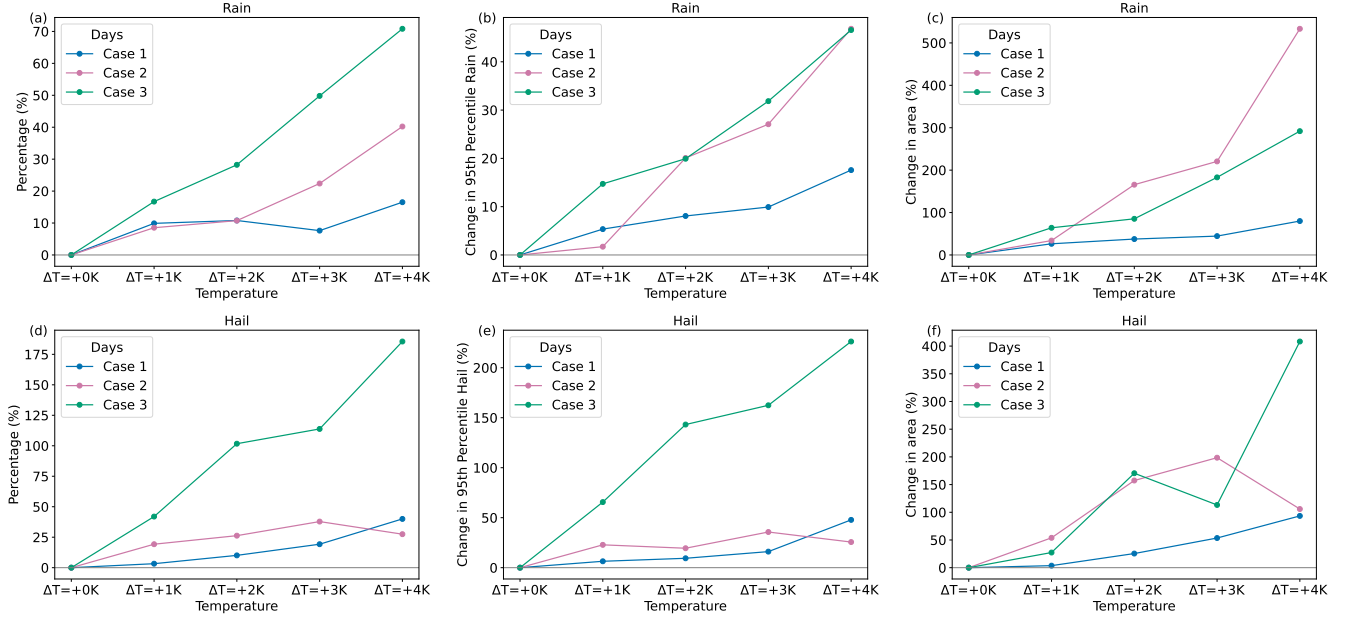 (a)
Rain
Percentage (%)
70
60
50
40
30
20
10
0
Days
Case 1
Case 2
Case 3
ΔT=+0K
ΔT=+1K
ΔT=+2K
ΔT=+3K
ΔT=+4K
Temperature
(b)
Rain
Change in 95th Percentile Rain (%)
40
30
20
10
0
Days
Case 1
Case 2
Case 3
ΔT=+0K
ΔT=+1K
ΔT=+2K
ΔT=+3K
ΔT=+4K
Temperature
(c)
Rain
Change in area (%)
500
400
300
200
100
0
Days
Case 1
Case 2
Case 3
ΔT=+0K
ΔT=+1K
ΔT=+2K
ΔT=+3K
ΔT=+4K
Temperature
(d)
Hail
Percentage (%)
175
150
125
100
75
50
25
0
Days
Case 1
Case 2
Case 3
ΔT=+0K
ΔT=+1K
ΔT=+2K
ΔT=+3K
ΔT=+4K
Temperature
(e)
Hail
Change in 95th Percentile Hail (%)
200
150
100
50
0
Days
Case 1
Case 2
Case 3
ΔT=+0K
ΔT=+1K
ΔT=+2K
ΔT=+3K
ΔT=+4K
Temperature
(f)
Hail
Change in area (%)
400
350
300
250
200
150
100
50
0
Days
Case 1
Case 2
Case 3
ΔT=+0K
ΔT=+1K
ΔT=+2K
ΔT=+3K
ΔT=+4K
Temperature